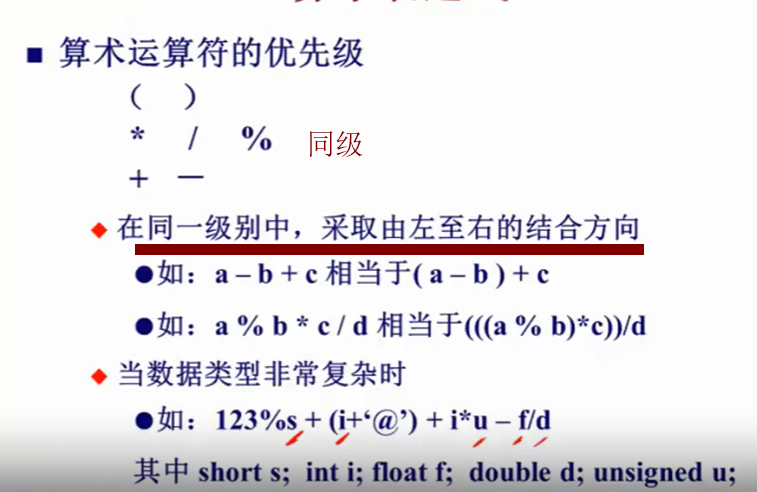 ■ 算术运算符的优先级
( )
* / % 同级
+ —
◆ 在同一级别中，采取由左至右的结合方向
●如：a – b + c 相当于( a – b ) + c
●如：a % b * c / d 相当于(((a % b)*c))/d
◆ 当数据类型非常复杂时
●如：123%s + (i+‘@’) + i*u – f/d
其中 short s; int i; float f; double d; unsigned u;